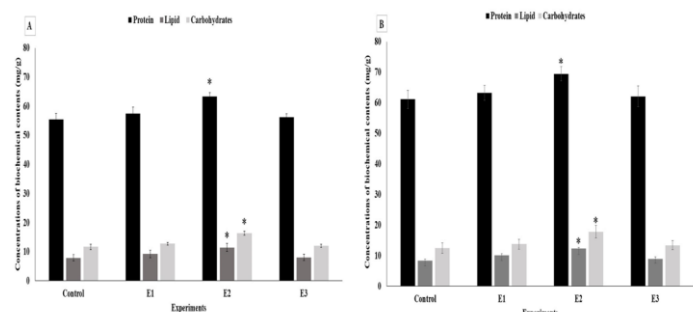 A
Protein Lipid Carbohydrates
Concentrations of biochemical contents (mg/g)
80
70
60
50
40
30
20
10
0
*
*
*
Control E1 E2 E3
Experiments
B
Protein Lipid Carbohydrates
Concentrations of biochemical contents (mg/g)
80
70
60
50
40
30
20
10
0
*
*
*
Control E1 E2 E3
Experiments